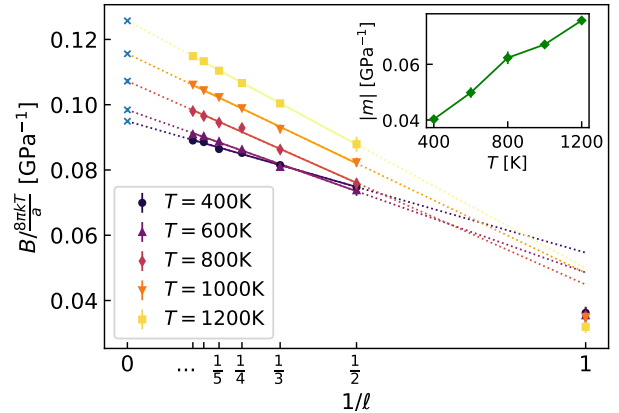 0.12
0.10
0.08
0.06
0.04
B/ 8πkT/a [GPa⁻¹]
0 ... 1/5 1/4 1/3 1/2 1
1/ℓ
T = 400K
T = 600K
T = 800K
T = 1000K
T = 1200K
0.06
0.04
|m| [GPa⁻¹]
400 800 1200
T [K]